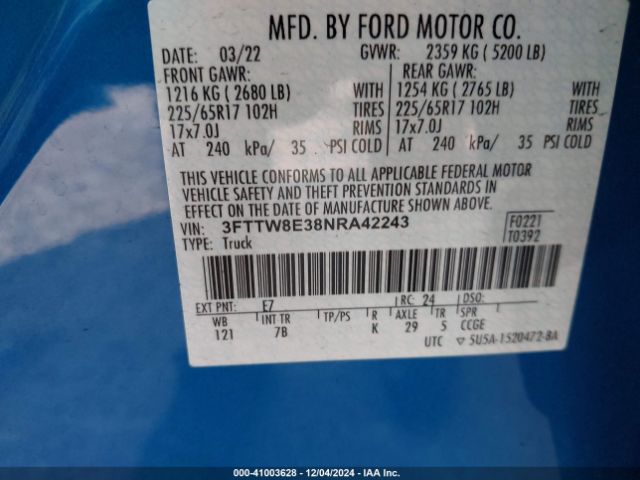 MFD. BY FORD MOTOR CO.
DATE: 03/22 GVWR: 2359 KG ( 5200 LB)
FRONT GAWR: REAR GAWR:
1216 KG ( 2680 LB) WITH 1254 KG ( 2765 LB) WITH
225/65R17 102H TIRES 225/65R17 102H TIRES
17x7.0J RIMS 17x7.0J RIMS
AT 240 kPa/ 35 PSI COLD AT 240 kPa/ 35 PSI COLD
THIS VEHICLE CONFORMS TO ALL APPLICABLE FEDERAL MOTOR
VEHICLE SAFETY AND THEFT PREVENTION STANDARDS IN
EFFECT ON THE DATE OF MANUFACTURE SHOWN ABOVE.
VIN: 3FTTW8E38NRA42243 F0221
TYPE: Truck T0392
EXT PNT: E7 RC: 24 DSO:
WB INT TR TP/PS R AXLE TR SPR
121 7B K 29 5 CCGE
UTC ▽ 5U5A-1520472-BA
000-41003628 - 12/04/2024 - IAA Inc.